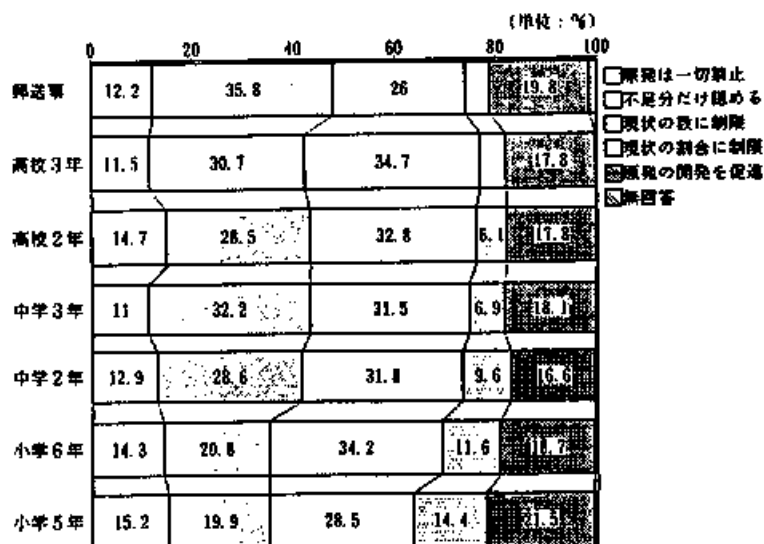 (単位：%)
0 20 40 60 80 100
郵送票 12.2 35.8 26 19.8
高校3年 11.5 30.7 34.7 17.8
高校2年 14.7 28.5 32.8 6.1 17.8
中学3年 11 32.2 31.5 6.9 18.1
中学2年 12.9 28.6 31.8 9.6 16.6
小学6年 14.3 20.8 34.2 11.6 18.7
小学5年 15.2 19.9 28.5 14.4 21.5
原発は一切禁止
不足分だけ認める
現状の数に制限
現状の割合に制限
原発の開発を促進
無回答